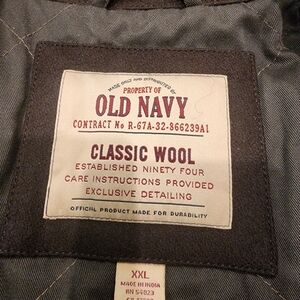 MADE ONLY AND DISTRIBUTED BY
PROPERTY OF
OLD NAVY
CONTRACT No R-67A-32-866239A1
CLASSIC WOOL
ESTABLISHED NINETY FOUR
CARE INSTRUCTIONS PROVIDED
EXCLUSIVE DETAILING
OFFICIAL PRODUCT MADE FOR DURABILITY
XXL
MADE IN INDIA
RN 54023